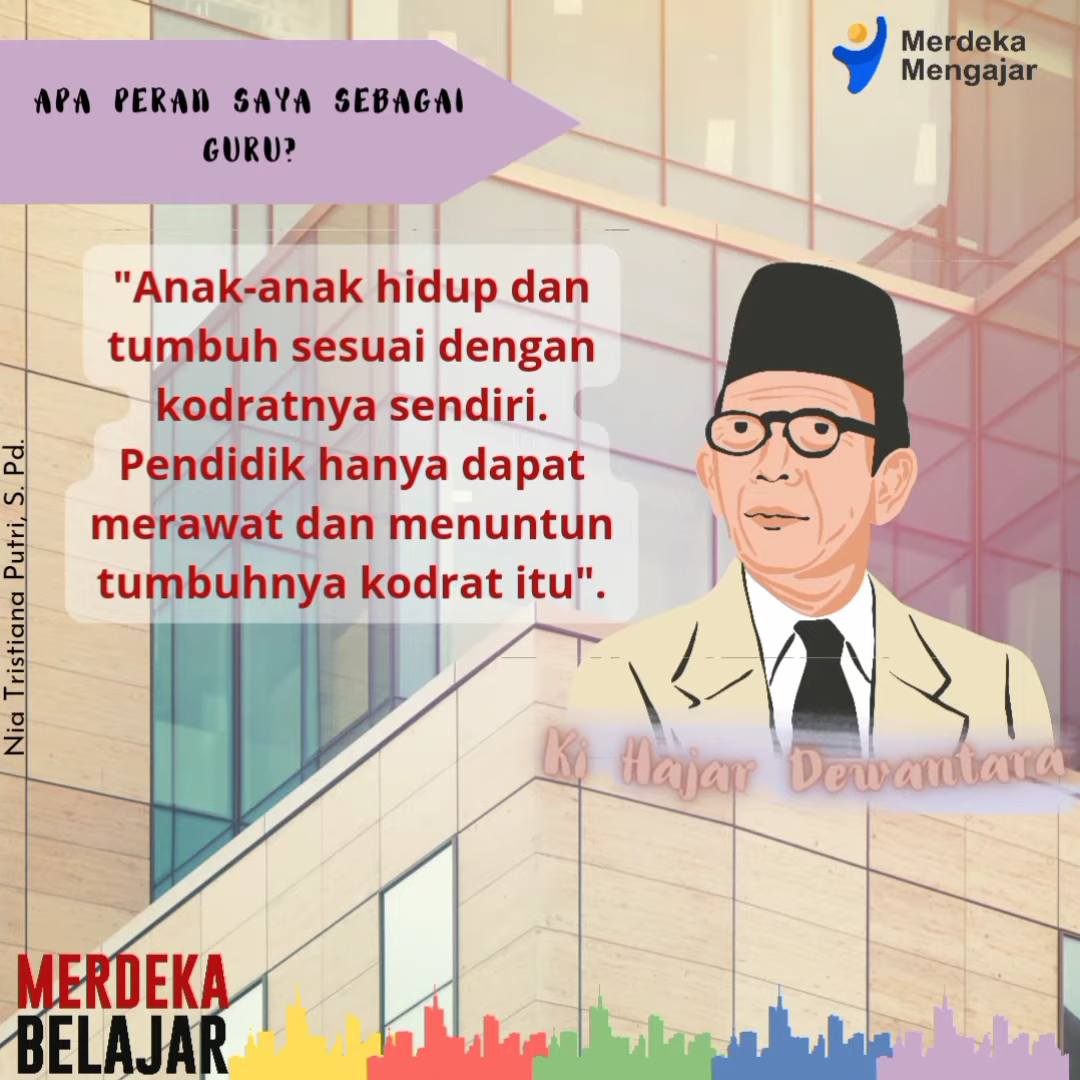 Merdeka
Mengajar
APA PERAN SAYA SEBAGAI
GURU?
"Anak-anak hidup dan
tumbuh sesuai dengan
kodratnya sendiri.
Pendidik hanya dapat
merawat dan menuntun
tumbuhnya kodrat itu".
Nia Tristiana Putri, S. Pd.
Ki Hajar Dewantara
MERDEKA
BELAJAR